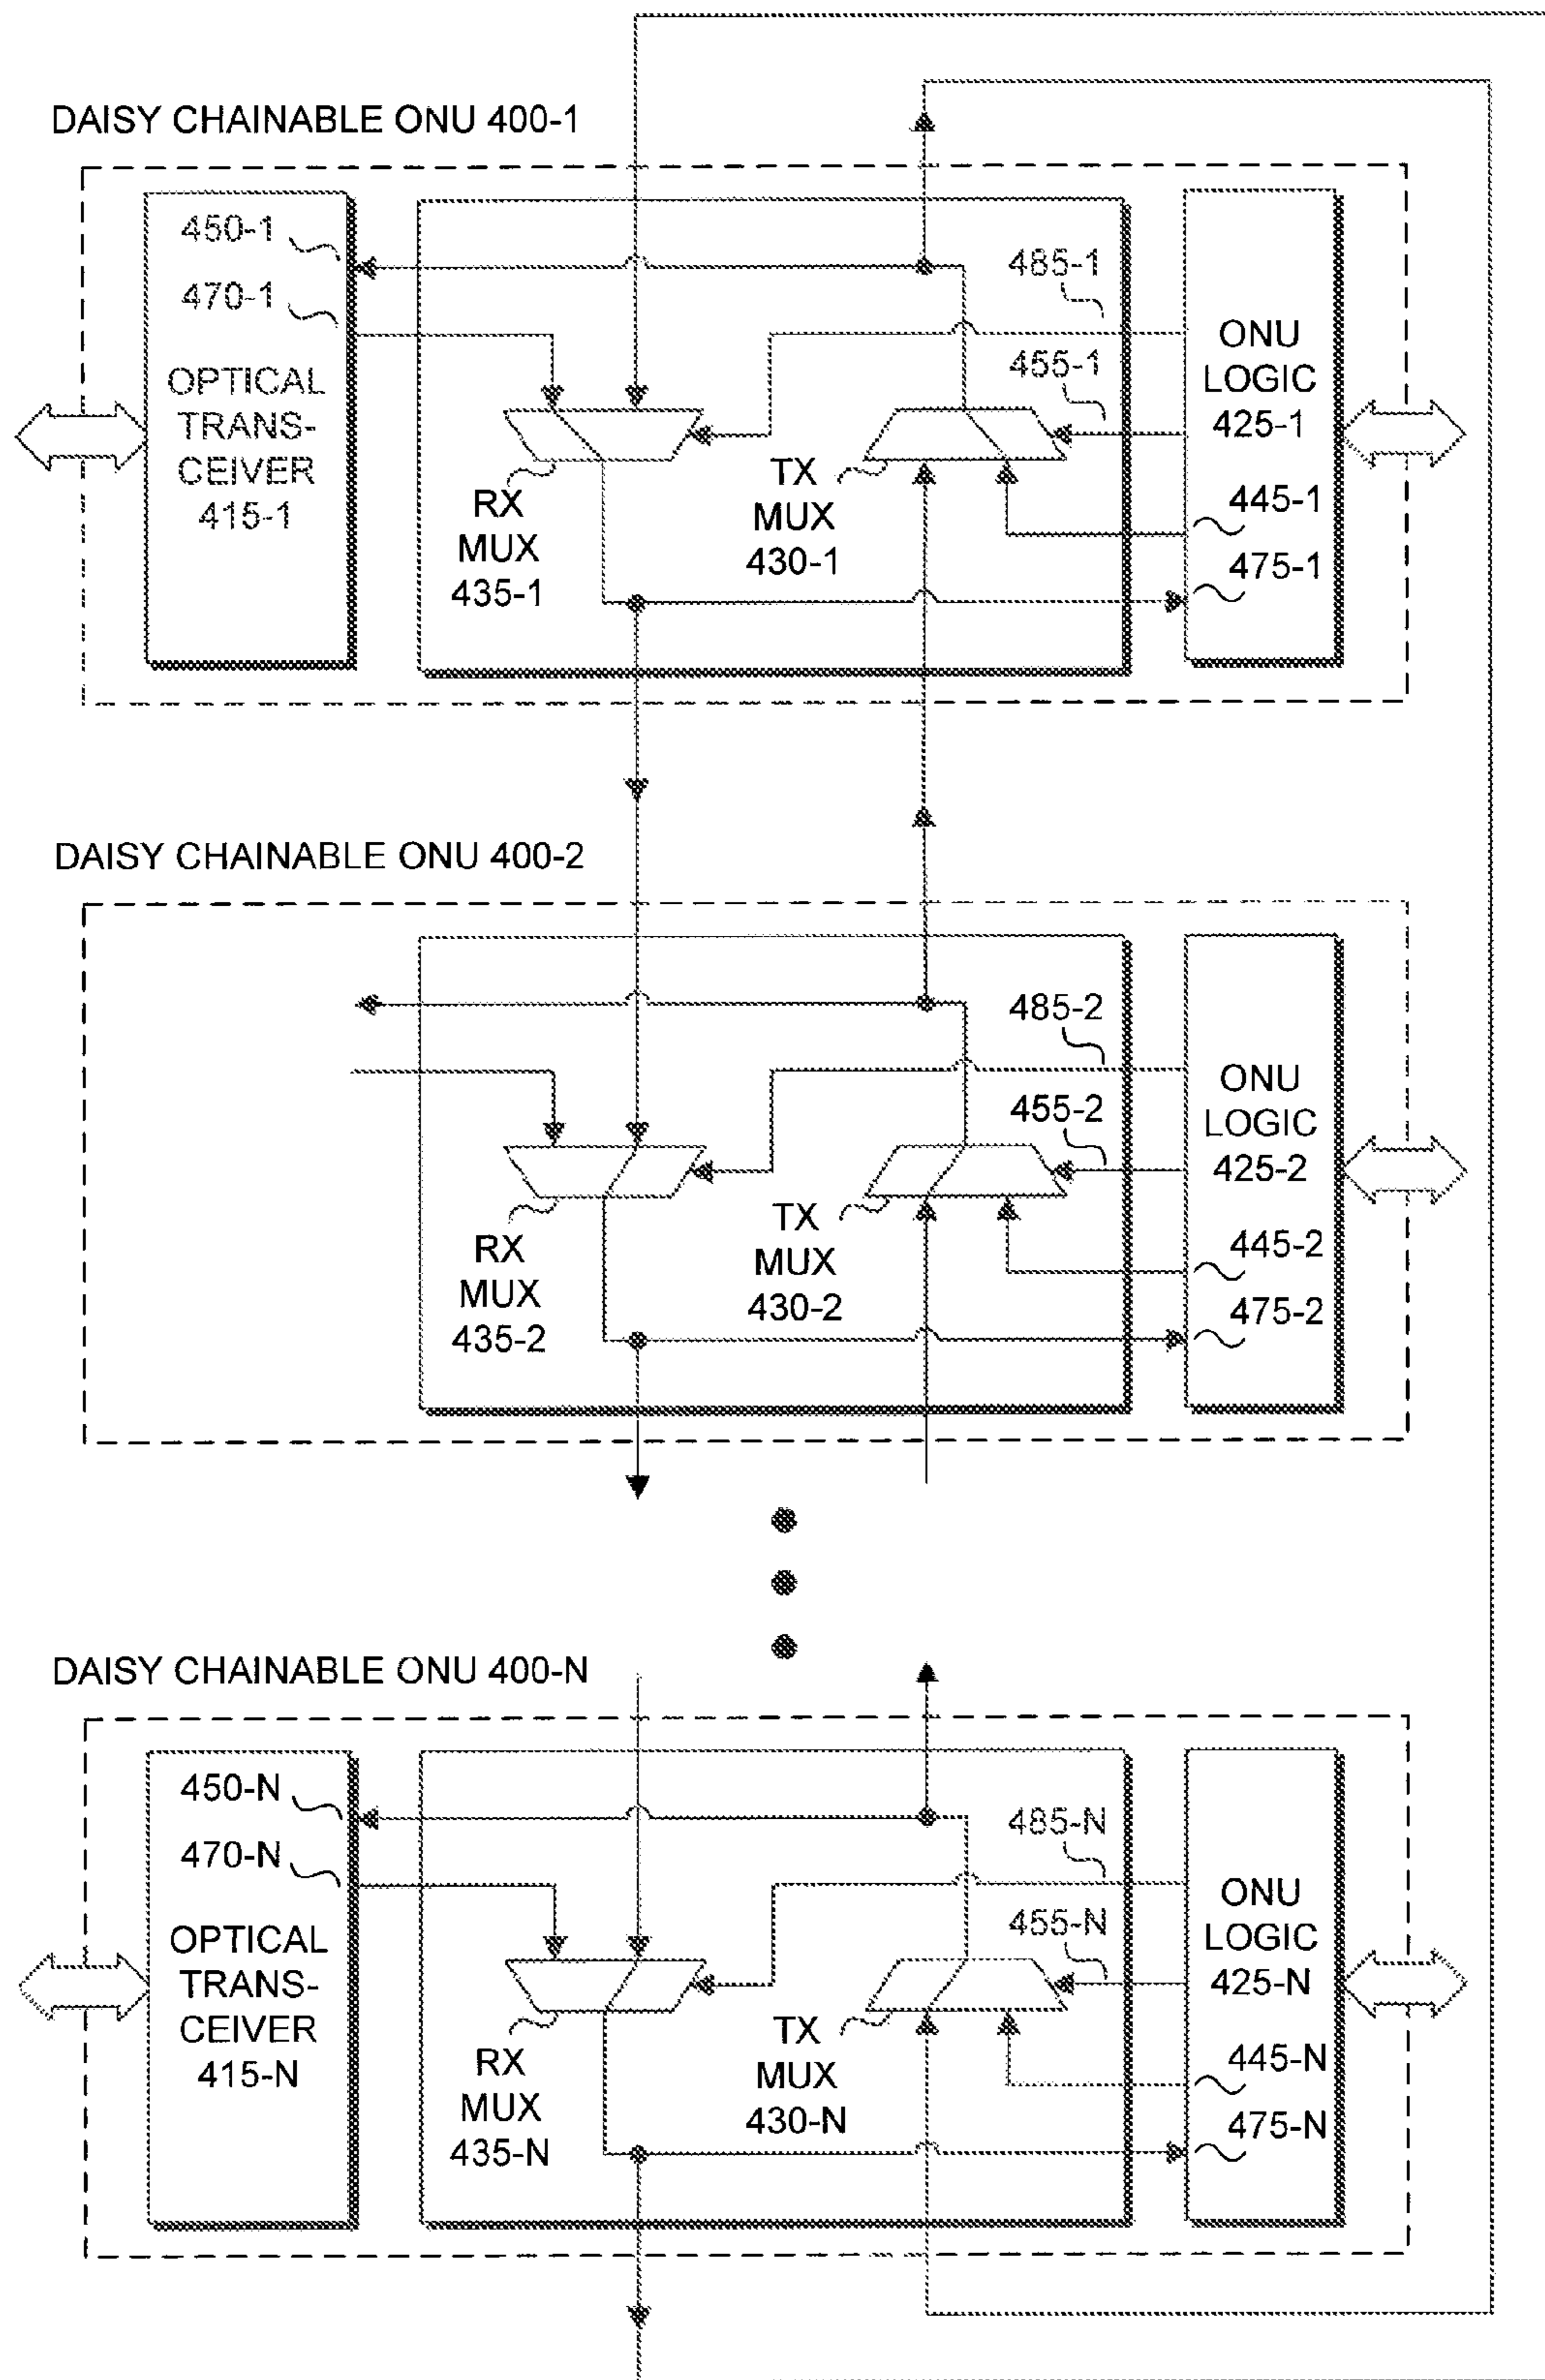 DAISY CHAINABLE ONU 400-1
450-1
470-1
OPTICAL
TRANS-
CEIVER
415-1
RX
MUX
435-1
TX
MUX
430-1
485-1
455-1
ONU
LOGIC
425-1
445-1
475-1
DAISY CHAINABLE ONU 400-2
RX
MUX
435-2
TX
MUX
430-2
485-2
455-2
ONU
LOGIC
425-2
445-2
475-2
DAISY CHAINABLE ONU 400-N
450-N
470-N
OPTICAL
TRANS-
CEIVER
415-N
RX
MUX
435-N
TX
MUX
430-N
485-N
455-N
ONU
LOGIC
425-N
445-N
475-N